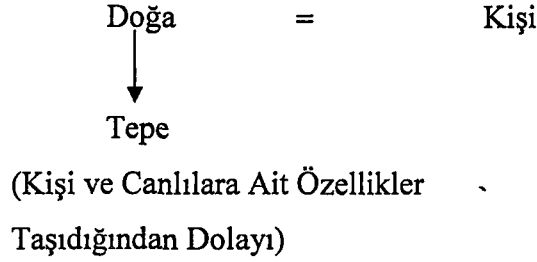 Doğa = Kişi
Tepe
(Kişi ve Canlılara Ait Özellikler
Taşıdığından Dolayı)